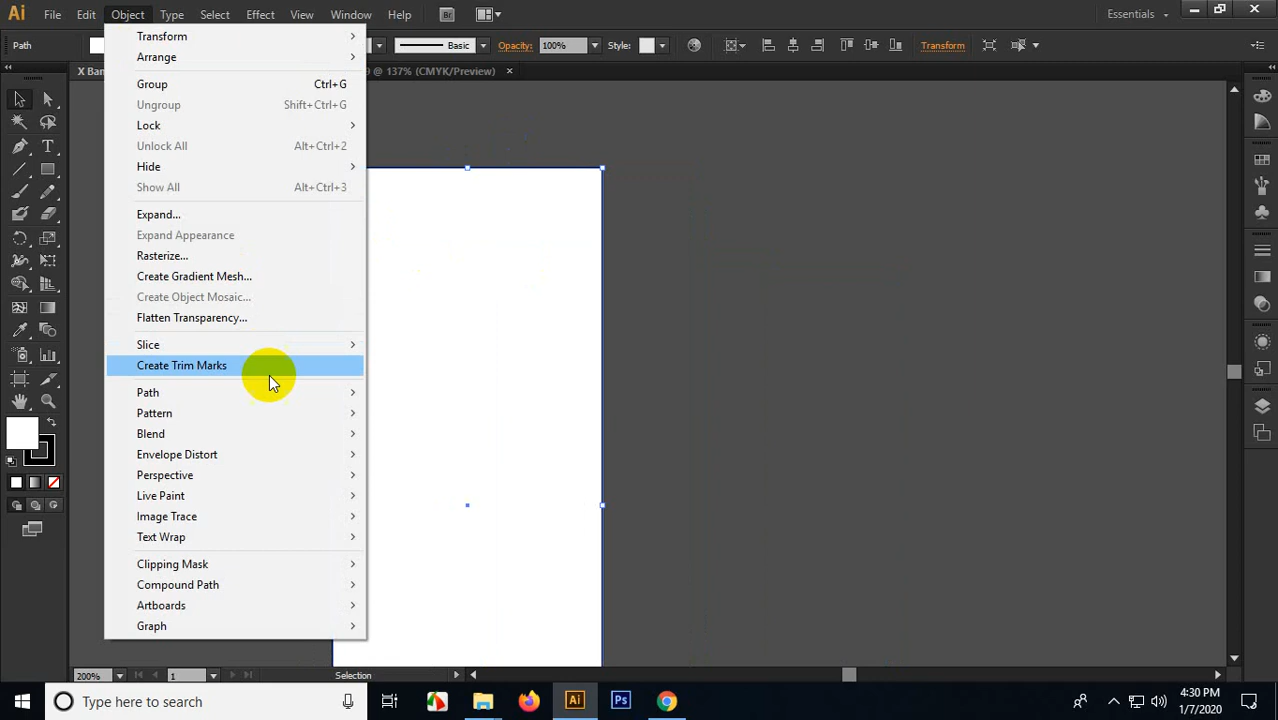 Ai File Edit Object Type Select Effect View Window Help Br Essentials
Path Basic Opacity: 100% Style: Transform
X Ban 9 @ 137% (CMYK/Preview)
Transform
Arrange
Group Ctrl+G
Ungroup Shift+Ctrl+G
Lock
Unlock All Alt+Ctrl+2
Hide
Show All Alt+Ctrl+3
Expand...
Expand Appearance
Rasterize...
Create Gradient Mesh...
Create Object Mosaic...
Flatten Transparency...
Slice
Create Trim Marks
Path
Pattern
Blend
Envelope Distort
Perspective
Live Paint
Image Trace
Text Wrap
Clipping Mask
Compound Path
Artboards
Graph
200% 1 Selection
Type here to search Ai Ps 4:30 PM
1/7/2020